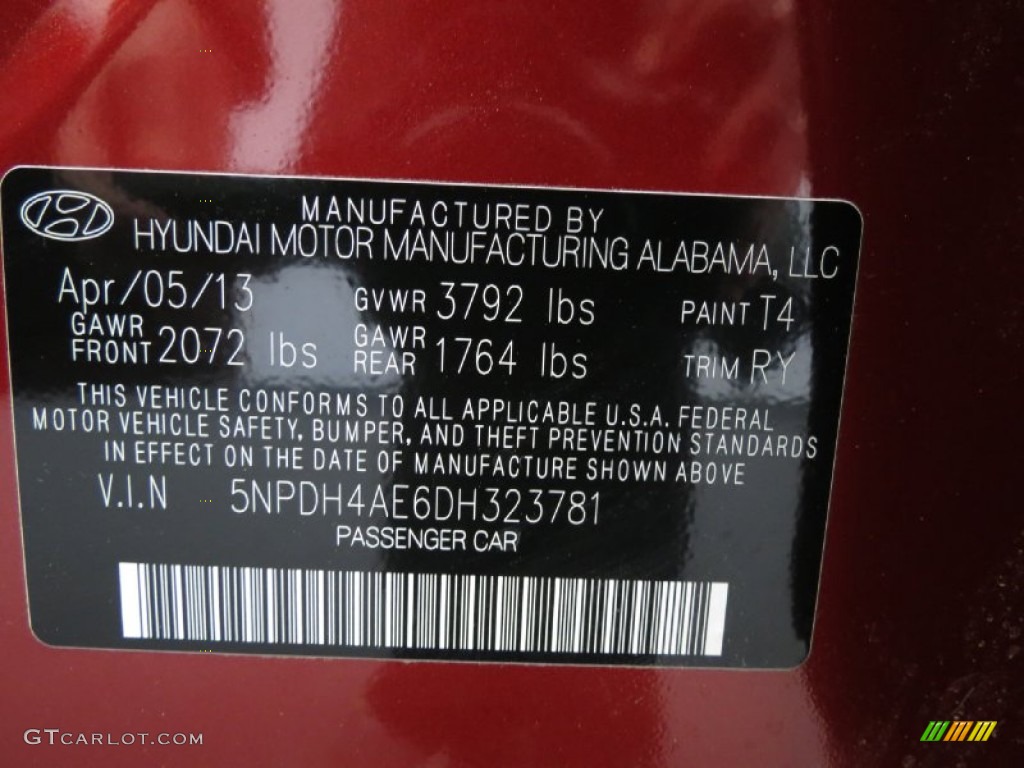 MANUFACTURED BY
HYUNDAI MOTOR MANUFACTURING ALABAMA, LLC
Apr/05/13 GVWR 3792 lbs PAINT T4
GAWR FRONT 2072 lbs GAWR REAR 1764 lbs TRIM RY
THIS VEHICLE CONFORMS TO ALL APPLICABLE U.S.A. FEDERAL
MOTOR VEHICLE SAFETY, BUMPER, AND THEFT PREVENTION STANDARDS
IN EFFECT ON THE DATE OF MANUFACTURE SHOWN ABOVE
V.I.N 5NPDH4AE6DH323781
PASSENGER CAR
GTCARLOT.COM